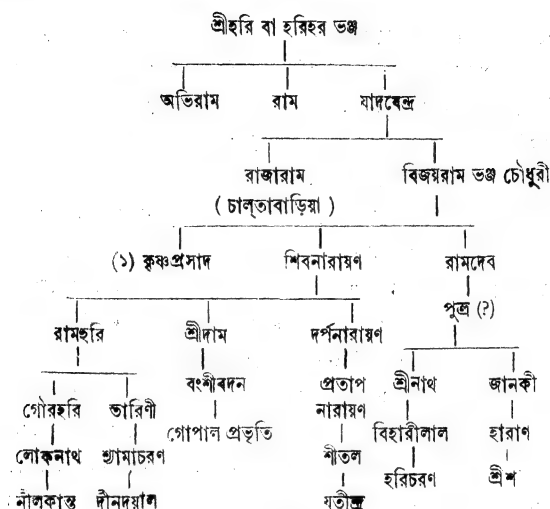 শ্রীহরি বা হরিহর ভঞ্জ
অভিরাম রাম যাদবেন্দ্র
রাজারাম বিজয়রাম ভঞ্জ চৌধুরী
( চাল্‌তাবাড়িয়া )
(১) কৃষ্ণপ্রসাদ শিবনারায়ণ রামদেব
পুত্র (?)
রামহরি শ্রীদাম দর্পনারায়ণ
বংশীবদন প্রতাপ শ্রীনাথ জানকী
গৌরহরি তারিণী নারায়ণ
গোপাল প্রভৃতি বিহারীলাল হারাণ
লোকনাথ শ্যামাচরণ শীতল
হরিচরণ শ্রীশ
নীলকান্ত দীনদয়াল যতীন্দ্র